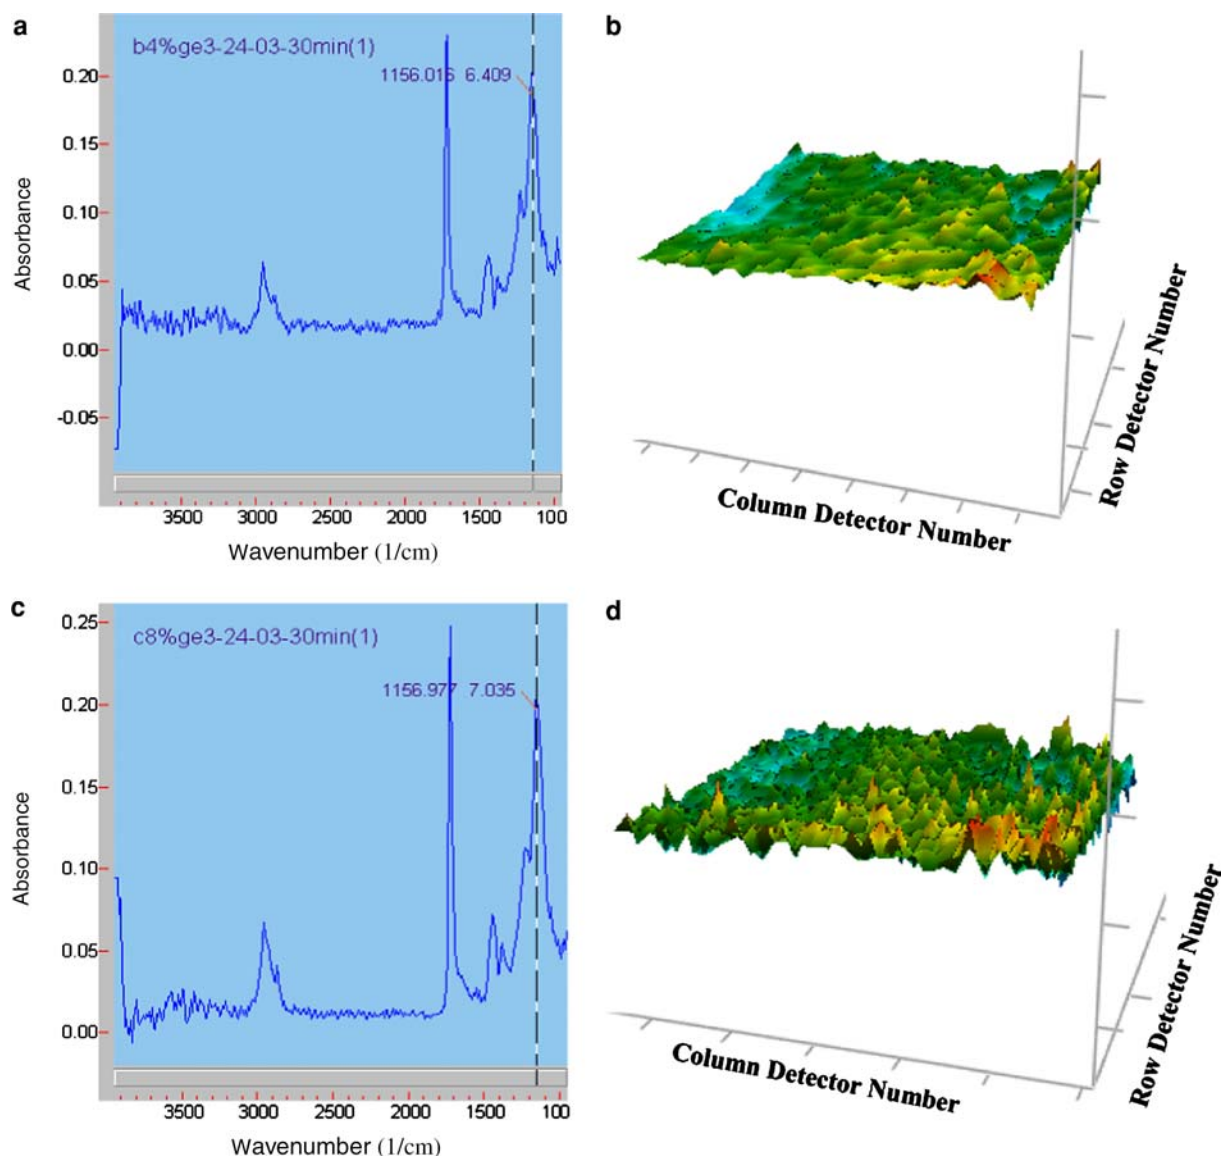 a
b4%ge3-24-03-30min(1)
1156.016 6.409
0.20
0.15
0.10
0.05
0.00
-0.05
Absorbance
3500 3000 2500 2000 1500 100
Wavenumber (1/cm)
b
Row Detector Number
Column Detector Number
c
c8%ge3-24-03-30min(1)
1156.977 7.035
0.25
0.20
0.15
0.10
0.05
0.00
Absorbance
3500 3000 2500 2000 1500 100
Wavenumber (1/cm)
d
Row Detector Number
Column Detector Number